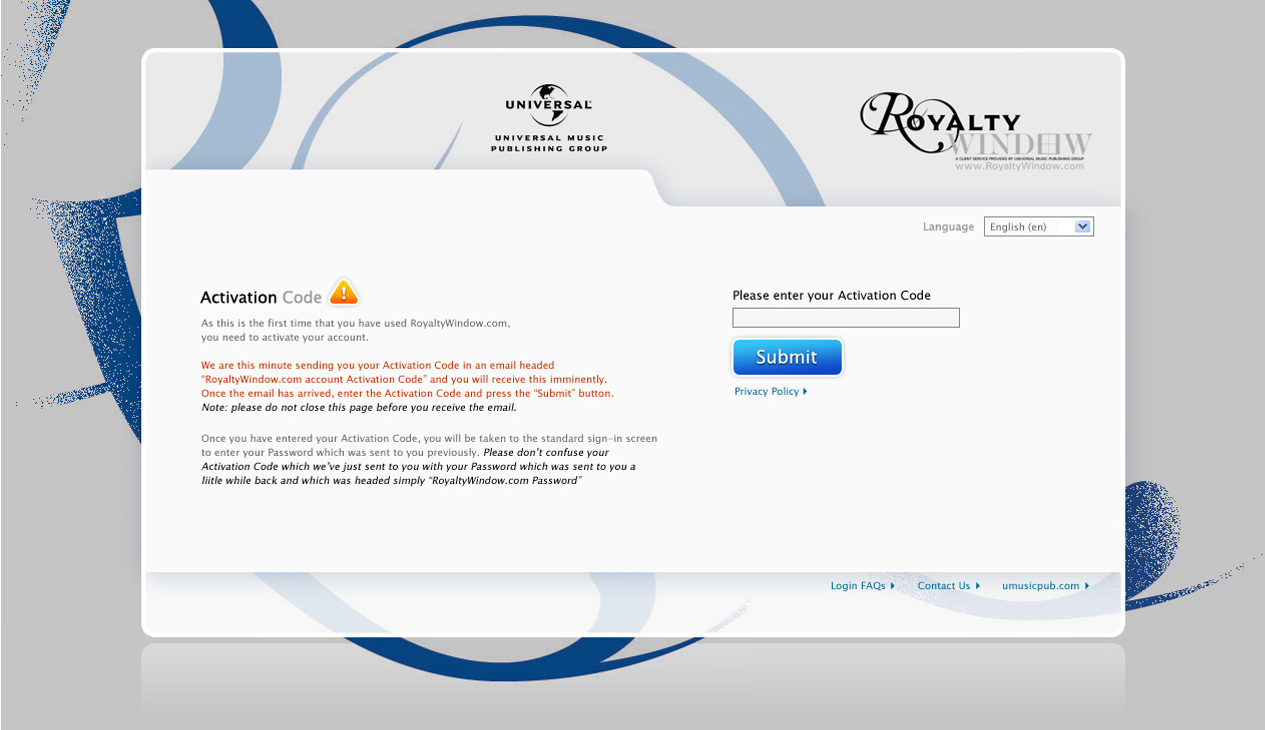 UNIVERSAL
UNIVERSAL MUSIC
PUBLISHING GROUP
ROYALTY
WINDOW
A CLIENT SERVICE PROVIDED BY UNIVERSAL MUSIC PUBLISHING GROUP
www.RoyaltyWindow.com
Language English (en)
Activation Code
As this is the first time that you have used RoyaltyWindow.com,
you need to activate your account.
We are this minute sending you your Activation Code in an email headed
“RoyaltyWindow.com account Activation Code” and you will receive this imminently.
Once the email has arrived, enter the Activation Code and press the “Submit” button.
Note: please do not close this page before you receive the email.
Once you have entered your Activation Code, you will be taken to the standard sign-in screen
to enter your Password which was sent to you previously. Please don’t confuse your
Activation Code which we’ve just sent to you with your Password which was sent to you a
liitle while back and which was headed simply “RoyaltyWindow.com Password”
Please enter your Activation Code
Submit
Privacy Policy
Login FAQs Contact Us umusicpub.com